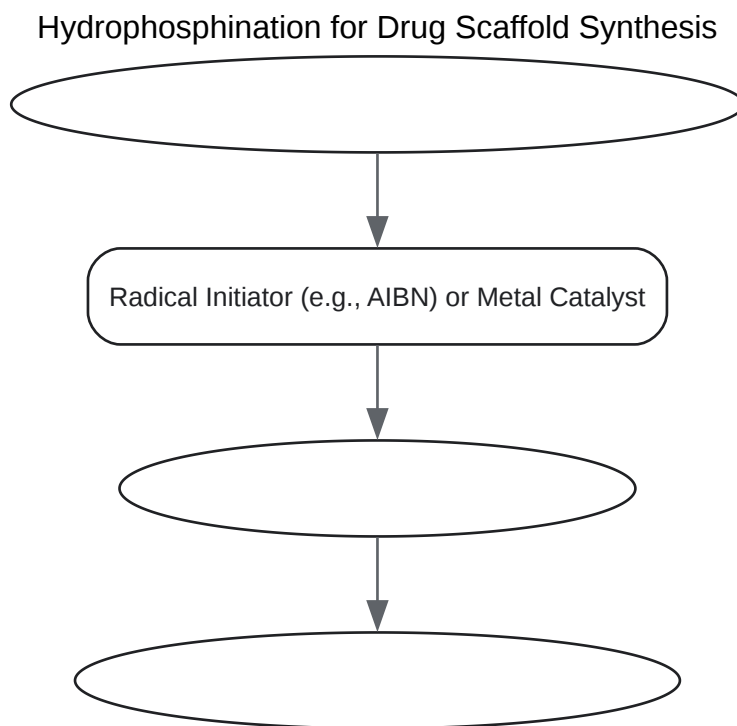 Hydrophosphination for Drug Scaffold Synthesis
Radical Initiator (e.g., AIBN) or Metal Catalyst